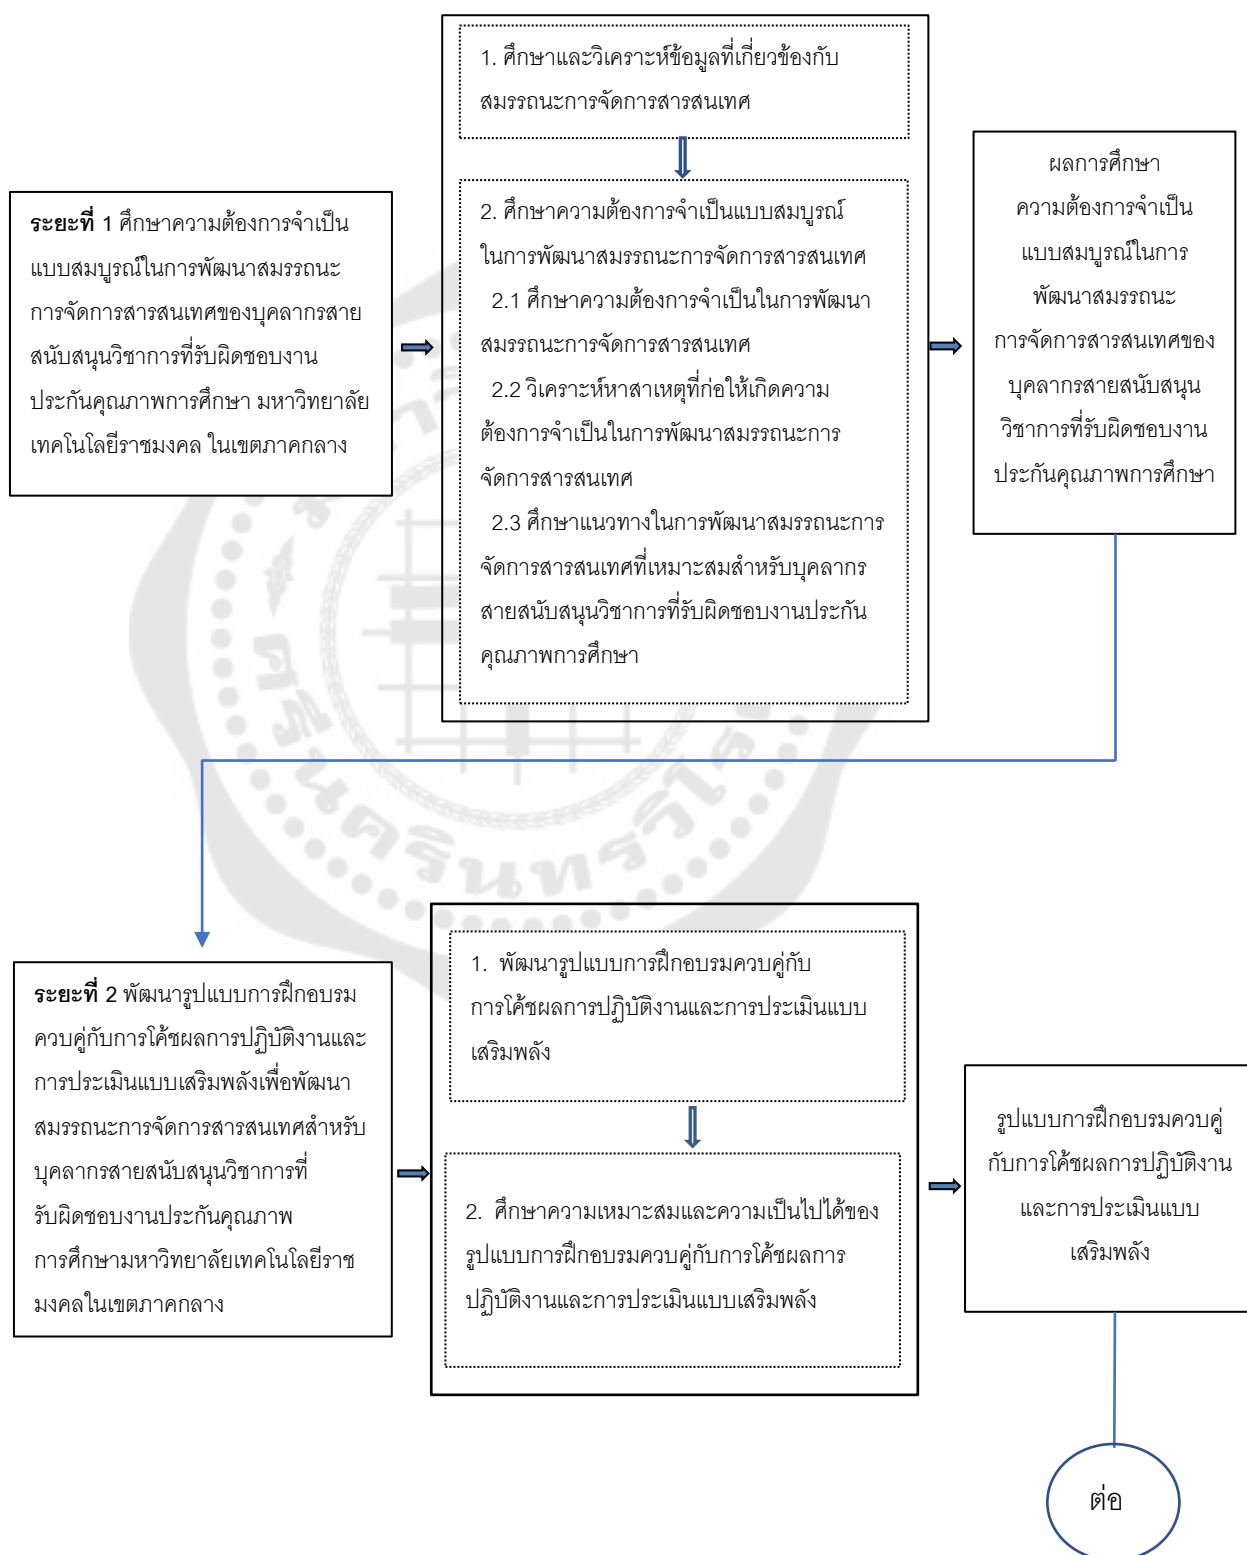 ระยะที่ 1 ศึกษาความต้องการจำเป็น
แบบสมบูรณ์ในการพัฒนาสมรรถนะ
การจัดการสารสนเทศของบุคลากรสาย
สนับสนุนวิชาการที่รับผิดชอบงาน
ประกันคุณภาพการศึกษา มหาวิทยาลัย
เทคโนโลยีราชมงคล ในเขตภาคกลาง
1. ศึกษาและวิเคราะห์ข้อมูลที่เกี่ยวข้องกับ
สมรรถนะการจัดการสารสนเทศ
2. ศึกษาความต้องการจำเป็นแบบสมบูรณ์
ในการพัฒนาสมรรถนะการจัดการสารสนเทศ
2.1 ศึกษาความต้องการจำเป็นในการพัฒนา
สมรรถนะการจัดการสารสนเทศ
2.2 วิเคราะห์หาสาเหตุที่ก่อให้เกิดความ
ต้องการจำเป็นในการพัฒนาสมรรถนะการ
จัดการสารสนเทศ
2.3 ศึกษาแนวทางในการพัฒนาสมรรถนะการ
จัดการสารสนเทศที่เหมาะสมสำหรับบุคลากร
สายสนับสนุนวิชาการที่รับผิดชอบงานประกัน
คุณภาพการศึกษา
ผลการศึกษา
ความต้องการจำเป็น
แบบสมบูรณ์ในการ
พัฒนาสมรรถนะ
การจัดการสารสนเทศของ
บุคลากรสายสนับสนุน
วิชาการที่รับผิดชอบงาน
ประกันคุณภาพการศึกษา
ศรีนครินทรวิโร
ระยะที่ 2 พัฒนารูปแบบการฝึกอบรม
ควบคู่กับการโค้ชผลการปฏิบัติงานและ
การประเมินแบบเสริมพลังเพื่อพัฒนา
สมรรถนะการจัดการสารสนเทศสำหรับ
บุคลากรสายสนับสนุนวิชาการที่
รับผิดชอบงานประกันคุณภาพ
การศึกษามหาวิทยาลัยเทคโนโลยีราช
มงคลในเขตภาคกลาง
1. พัฒนารูปแบบการฝึกอบรมควบคู่กับ
การโค้ชผลการปฏิบัติงานและการประเมินแบบ
เสริมพลัง
2. ศึกษาความเหมาะสมและความเป็นไปได้ของ
รูปแบบการฝึกอบรมควบคู่กับการโค้ชผลการ
ปฏิบัติงานและการประเมินแบบเสริมพลัง
รูปแบบการฝึกอบรมควบคู่
กับการโค้ชผลการปฏิบัติงาน
และการประเมินแบบ
เสริมพลัง
ต่อ